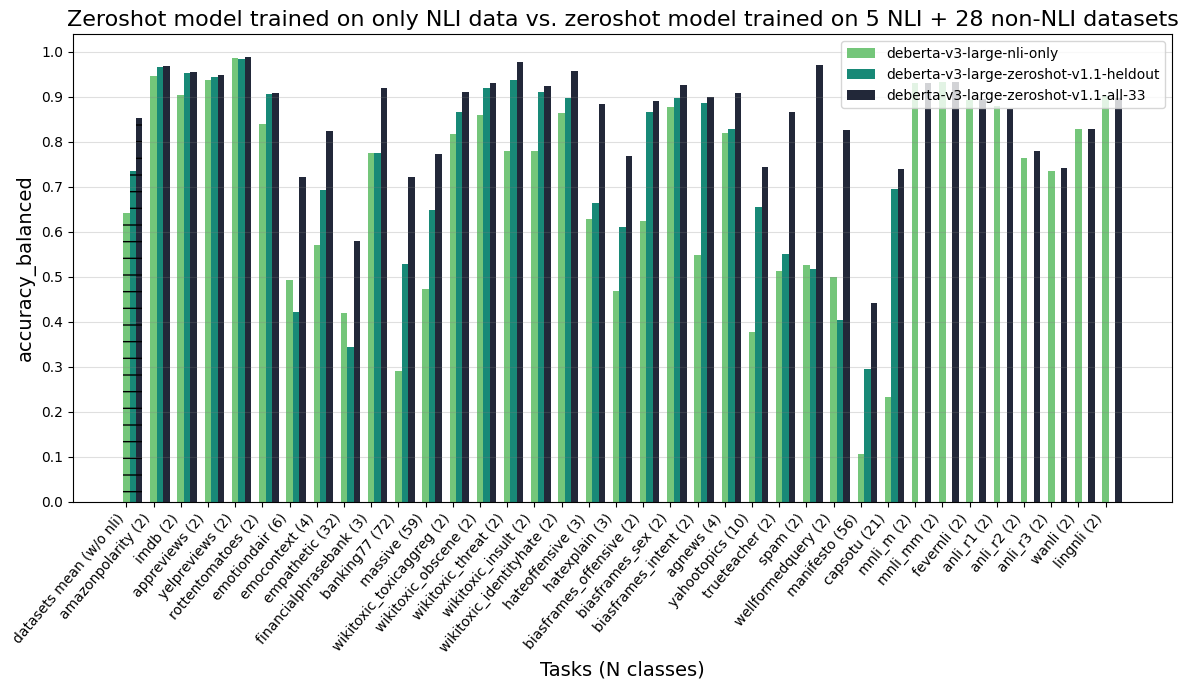 Zeroshot model trained on only NLI data vs. zeroshot model trained on 5 NLI + 28 non-NLI datasets
deberta-v3-large-nli-only
deberta-v3-large-zeroshot-v1.1-heldout
deberta-v3-large-zeroshot-v1.1-all-33
accuracy_balanced
1.0
0.9
0.8
0.7
0.6
0.5
0.4
0.3
0.2
0.1
0.0
datasets mean (w/o nli)
amazonpolarity (2)
imdb (2)
appreviews (2)
yelpreviews (2)
rottentomatoes (2)
emotiondair (6)
emocontext (4)
empathetic (32)
financialphrasebank (3)
banking77 (72)
massive (59)
wikitoxic_toxicaggreg (2)
wikitoxic_obscene (2)
wikitoxic_threat (2)
wikitoxic_insult (2)
wikitoxic_identityhate (2)
hateoffensive (3)
hatexplain (3)
biasframes_offensive (2)
biasframes_sex (2)
biasframes_intent (2)
agnews (4)
yahootopics (10)
trueteacher (2)
spam (2)
wellformedquery (2)
manifesto (56)
capsotu (21)
mnli_m (2)
mnli_mm (2)
fevernli (2)
anli_r1 (2)
anli_r2 (2)
anli_r3 (2)
wanli (2)
lingnli (2)
Tasks (N classes)